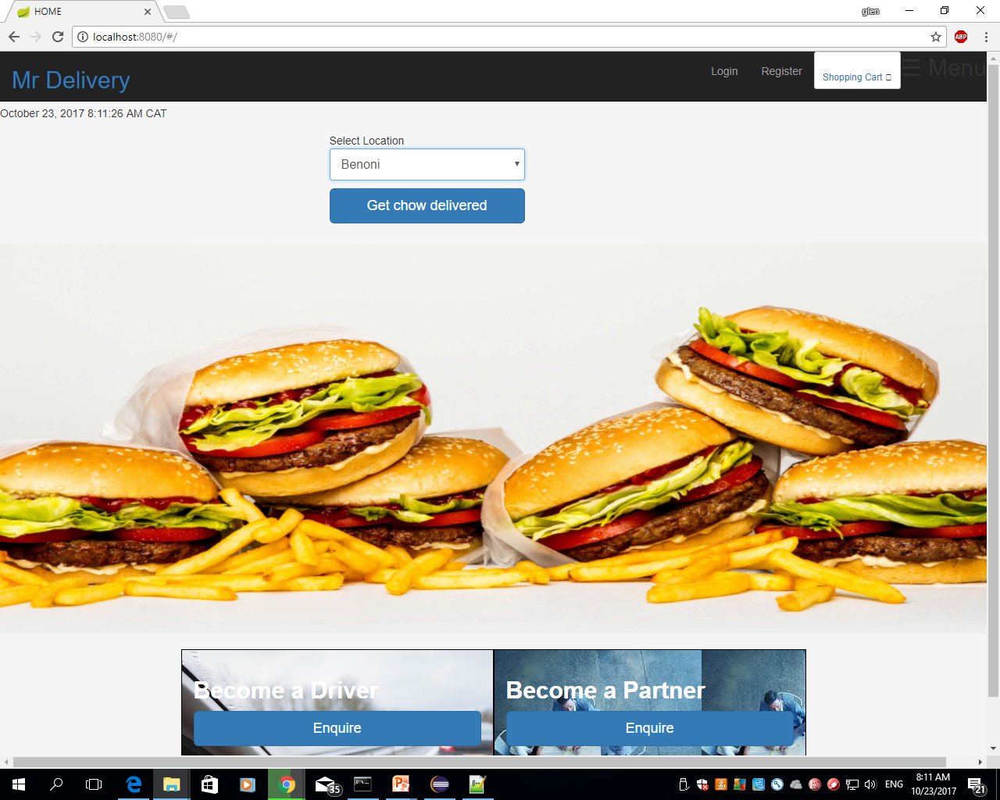 HOME
glen
localhost:8080/#/
ABP
Mr Delivery
Login
Register
Shopping Cart
☰ Menu
October 23, 2017 8:11:26 AM CAT
Select Location
Benoni
Get chow delivered
Become a Driver
Become a Partner
Enquire
Enquire
35
ENG
8:11 AM
10/23/2017
21